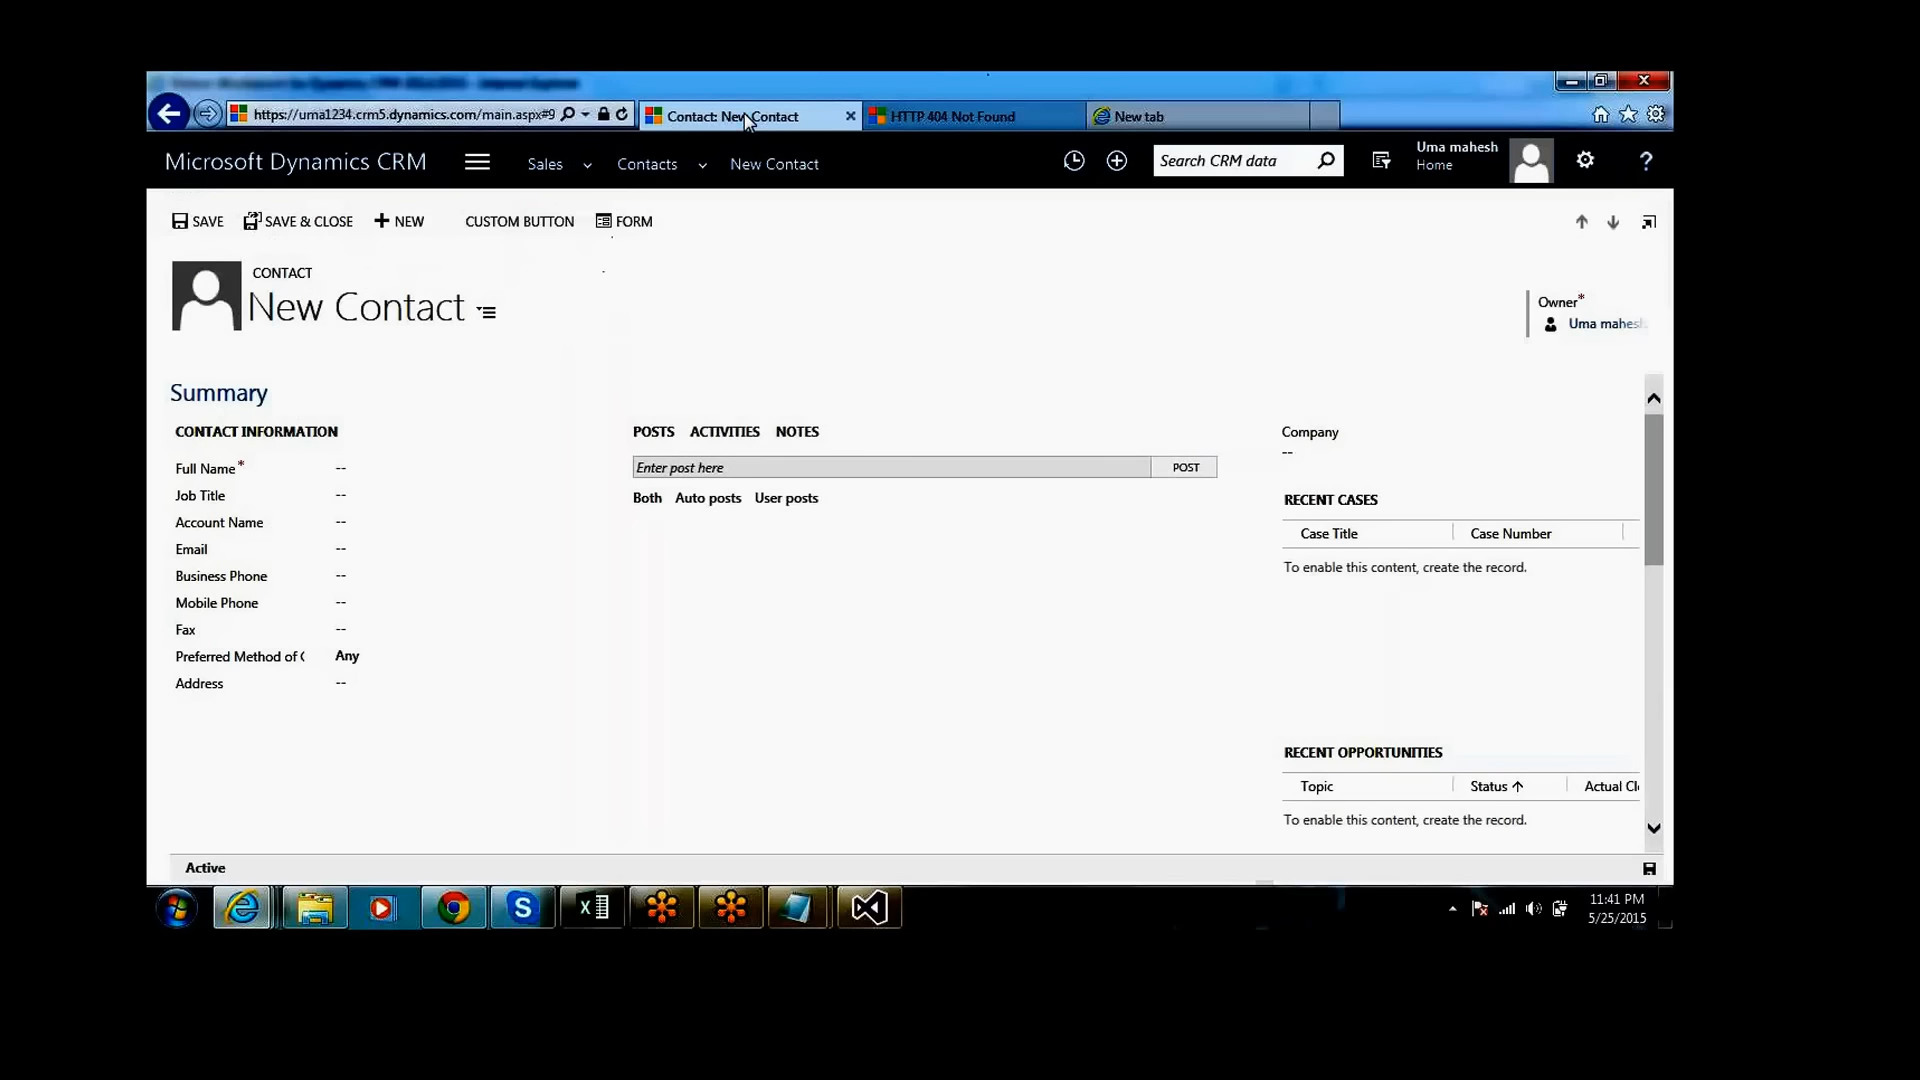 https://uma1234.crm5.dynamics.com/main.aspx#9
Contact: New Contact
HTTP 404 Not Found
New tab
Microsoft Dynamics CRM
Sales
Contacts
New Contact
Search CRM data
Uma mahesh
Home
?
SAVE
SAVE & CLOSE
NEW
CUSTOM BUTTON
FORM
CONTACT
New Contact
Owner*
Uma mahesh
Summary
CONTACT INFORMATION
Full Name* --
Job Title --
Account Name --
Email --
Business Phone --
Mobile Phone --
Fax --
Preferred Method of C Any
Address --
POSTS ACTIVITIES NOTES
Enter post here
POST
Both Auto posts User posts
Company
--
RECENT CASES
Case Title Case Number
To enable this content, create the record.
RECENT OPPORTUNITIES
Topic Status Actual Cl
To enable this content, create the record.
Active
11:41 PM
5/25/2015